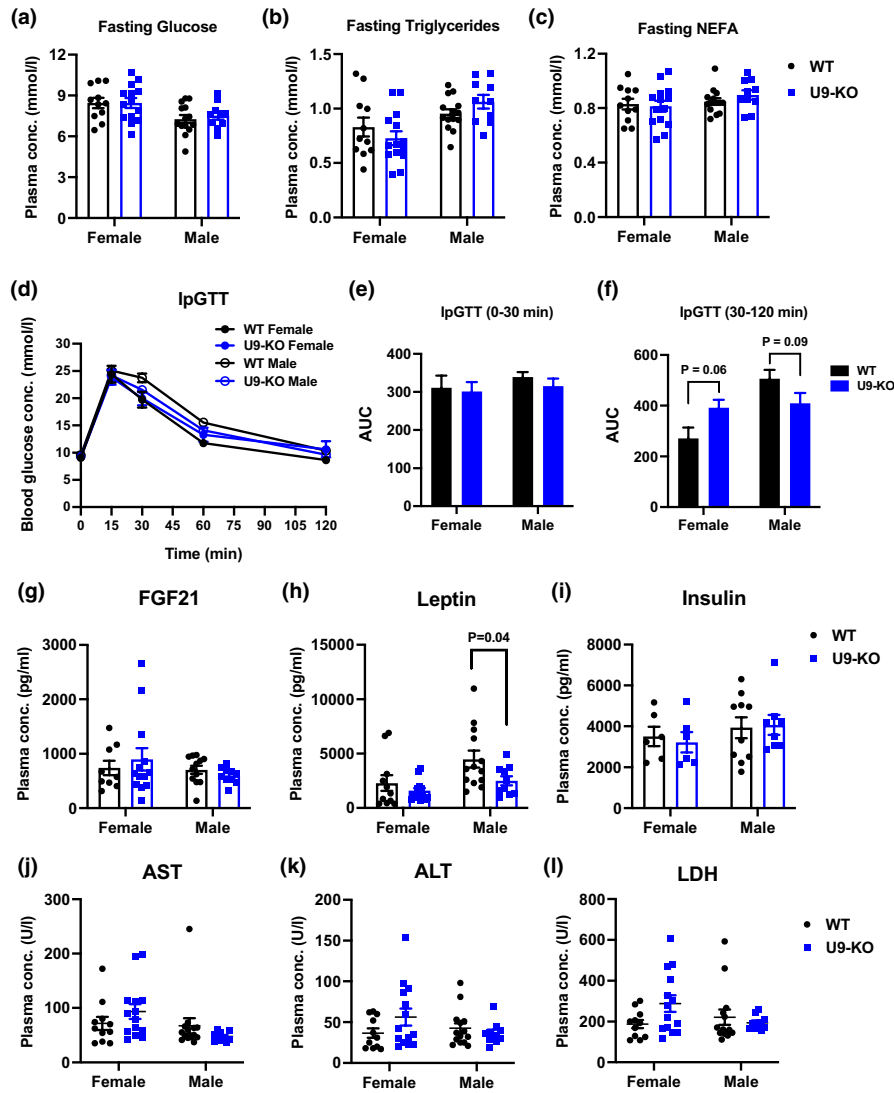 (a) Fasting Glucose
Plasma conc. (mmol/l)
12
9
6
3
0
Female Male
(b) Fasting Triglycerides
Plasma conc. (mmol/l)
1.5
1.0
0.5
0.0
Female Male
(c) Fasting NEFA
Plasma conc. (mmol/l)
1.2
0.8
0.4
0.0
Female Male
WT
U9-KO
(d) IpGTT
Blood glucose conc. (mmol/l)
30
25
20
15
10
5
0
0 15 30 45 60 75 90 105 120
Time (min)
WT Female
U9-KO Female
WT Male
U9-KO Male
(e) IpGTT (0-30 min)
AUC
400
300
200
100
0
Female Male
(f) IpGTT (30-120 min)
AUC
600
400
200
0
P = 0.06
P = 0.09
Female Male
WT
U9-KO
(g) FGF21
Plasma conc. (pg/ml)
3000
2000
1000
0
Female Male
(h) Leptin
Plasma conc. (pg/ml)
15000
10000
5000
0
P=0.04
Female Male
(i) Insulin
Plasma conc. (pg/ml)
8000
6000
4000
2000
0
Female Male
WT
U9-KO
(j) AST
Plasma conc. (U/l)
300
200
100
0
Female Male
(k) ALT
Plasma conc. (U/l)
200
150
100
50
0
Female Male
(l) LDH
Plasma conc. (U/l)
800
600
400
200
0
Female Male
WT
U9-KO